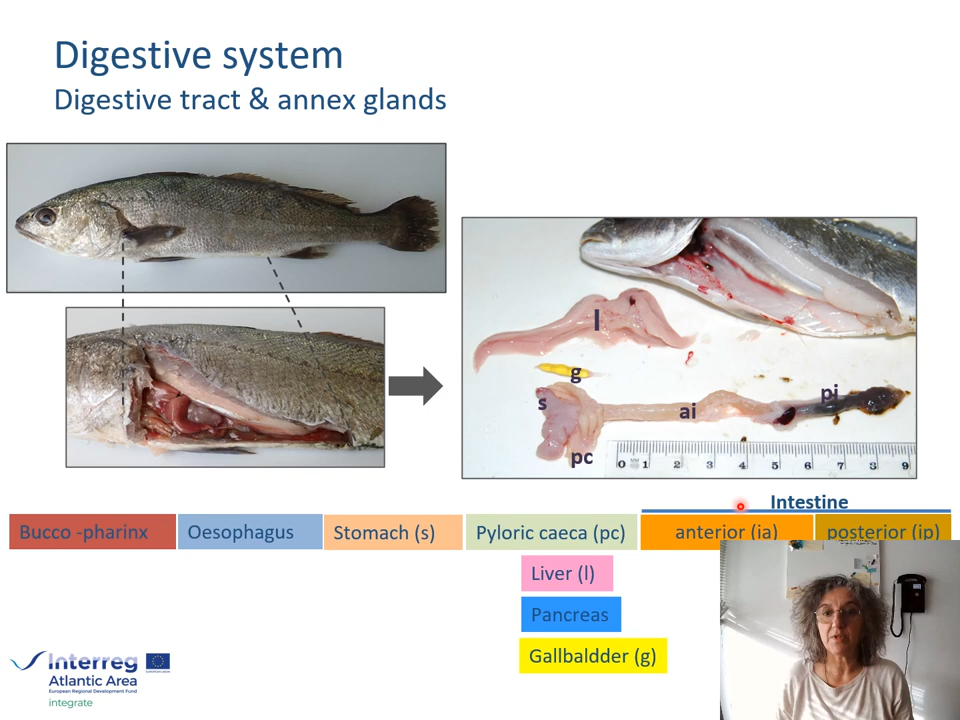 Digestive system
Digestive tract & annex glands
l
g
s
ai
pi
pc
0 MM 1 2 3 4 5 6 7 8 9
Intestine
Bucco -pharinx
Oesophagus
Stomach (s)
Pyloric caeca (pc)
anterior (ia)
posterior (ip)
Liver (l)
Pancreas
Gallbaldder (g)
Interreg
Atlantic Area
European Regional Development Fund
integrate